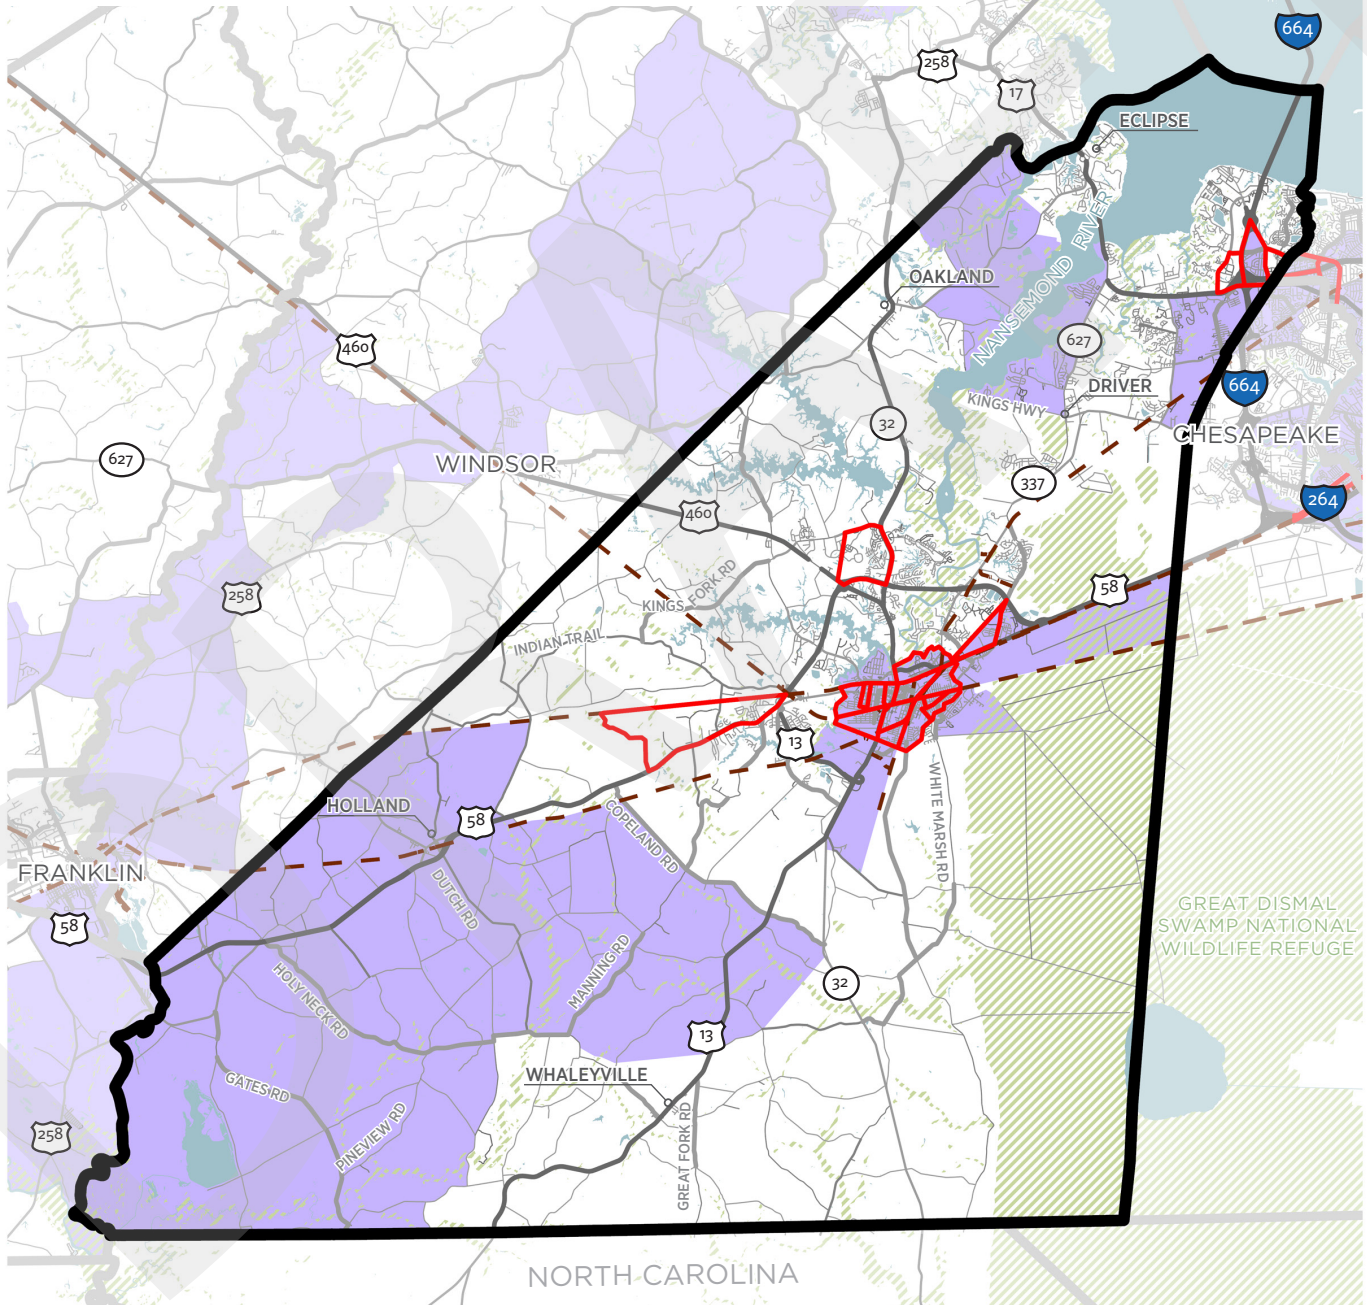 664
258
17
ECLIPSE
NANSEMOND RIVER
OAKLAND
627
460
DRIVER
664
KINGS HWY
32
CHESAPEAKE
627
WINDSOR
337
264
460
258
KINGS FORK RD
58
INDIAN TRAIL
13
HOLLAND
58
COPELAND RD
WHITE MARSH RD
FRANKLIN
DUTCH RD
58
GREAT DISMAL
SWAMP NATIONAL
WILDLIFE REFUGE
HOLY NECK RD
MANNING RD
32
13
WHALEYVILLE
GATES RD
258
PINEVIEW RD
GREAT FORK RD
NORTH CAROLINA